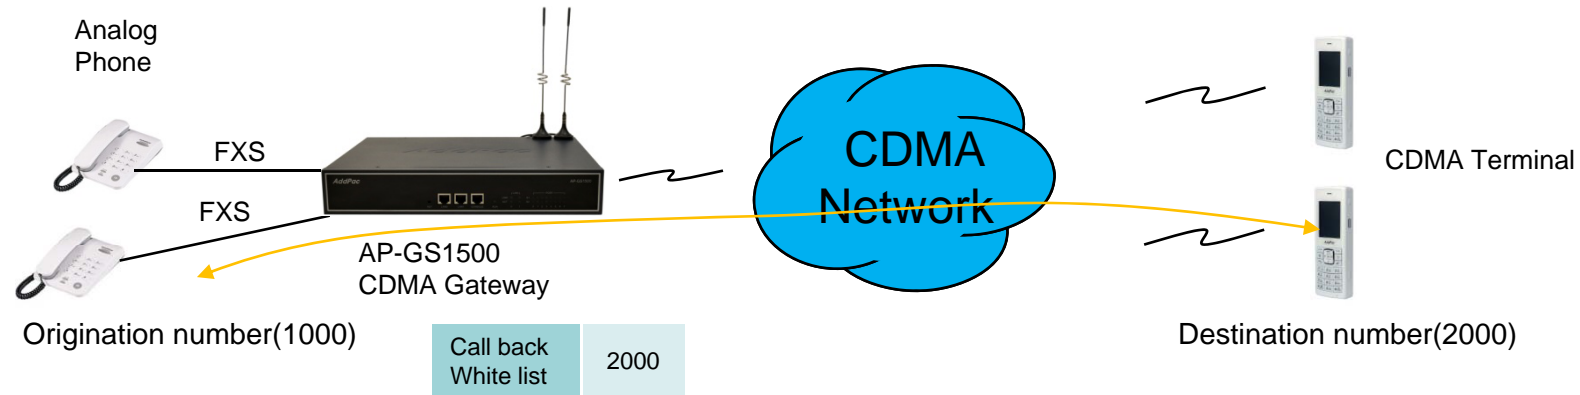 Analog
Phone
FXS
FXS
AddPac
AP-GS1500
CDMA Gateway
CDMA
Network
CDMA Terminal
Origination number(1000)
Destination number(2000)
Call back
White list
2000